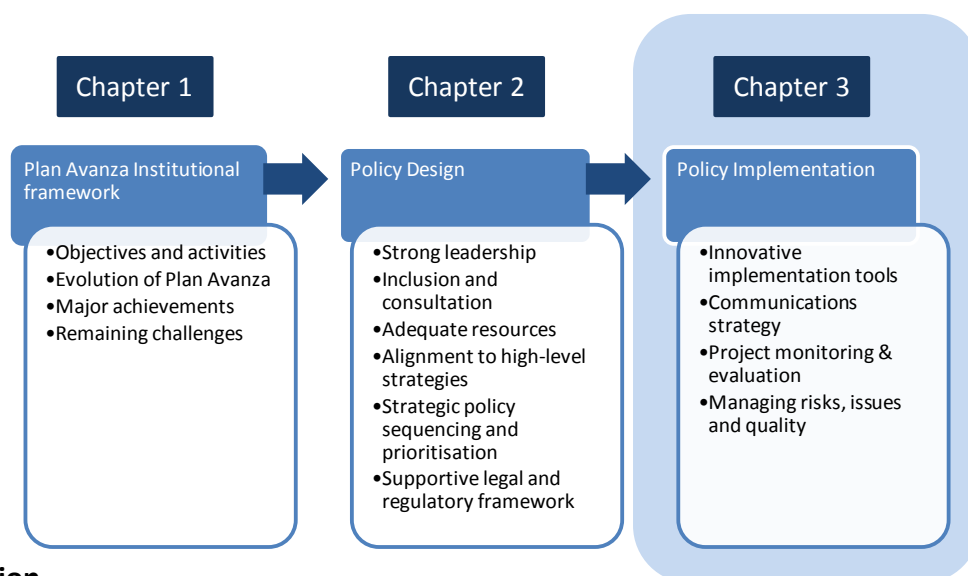 Chapter 1
Plan Avanza Institutional
framework
•Objectives and activities
•Evolution of Plan Avanza
•Major achievements
•Remaining challenges
Chapter 2
Policy Design
•Strong leadership
•Inclusion and
consultation
•Adequate resources
•Alignment to high-level
strategies
•Strategic policy
sequencing and
prioritisation
•Supportive legal and
regulatory framework
Chapter 3
Policy Implementation
•Innovative
implementation tools
•Communications
strategy
•Project monitoring &
evaluation
•Managing risks, issues
and quality